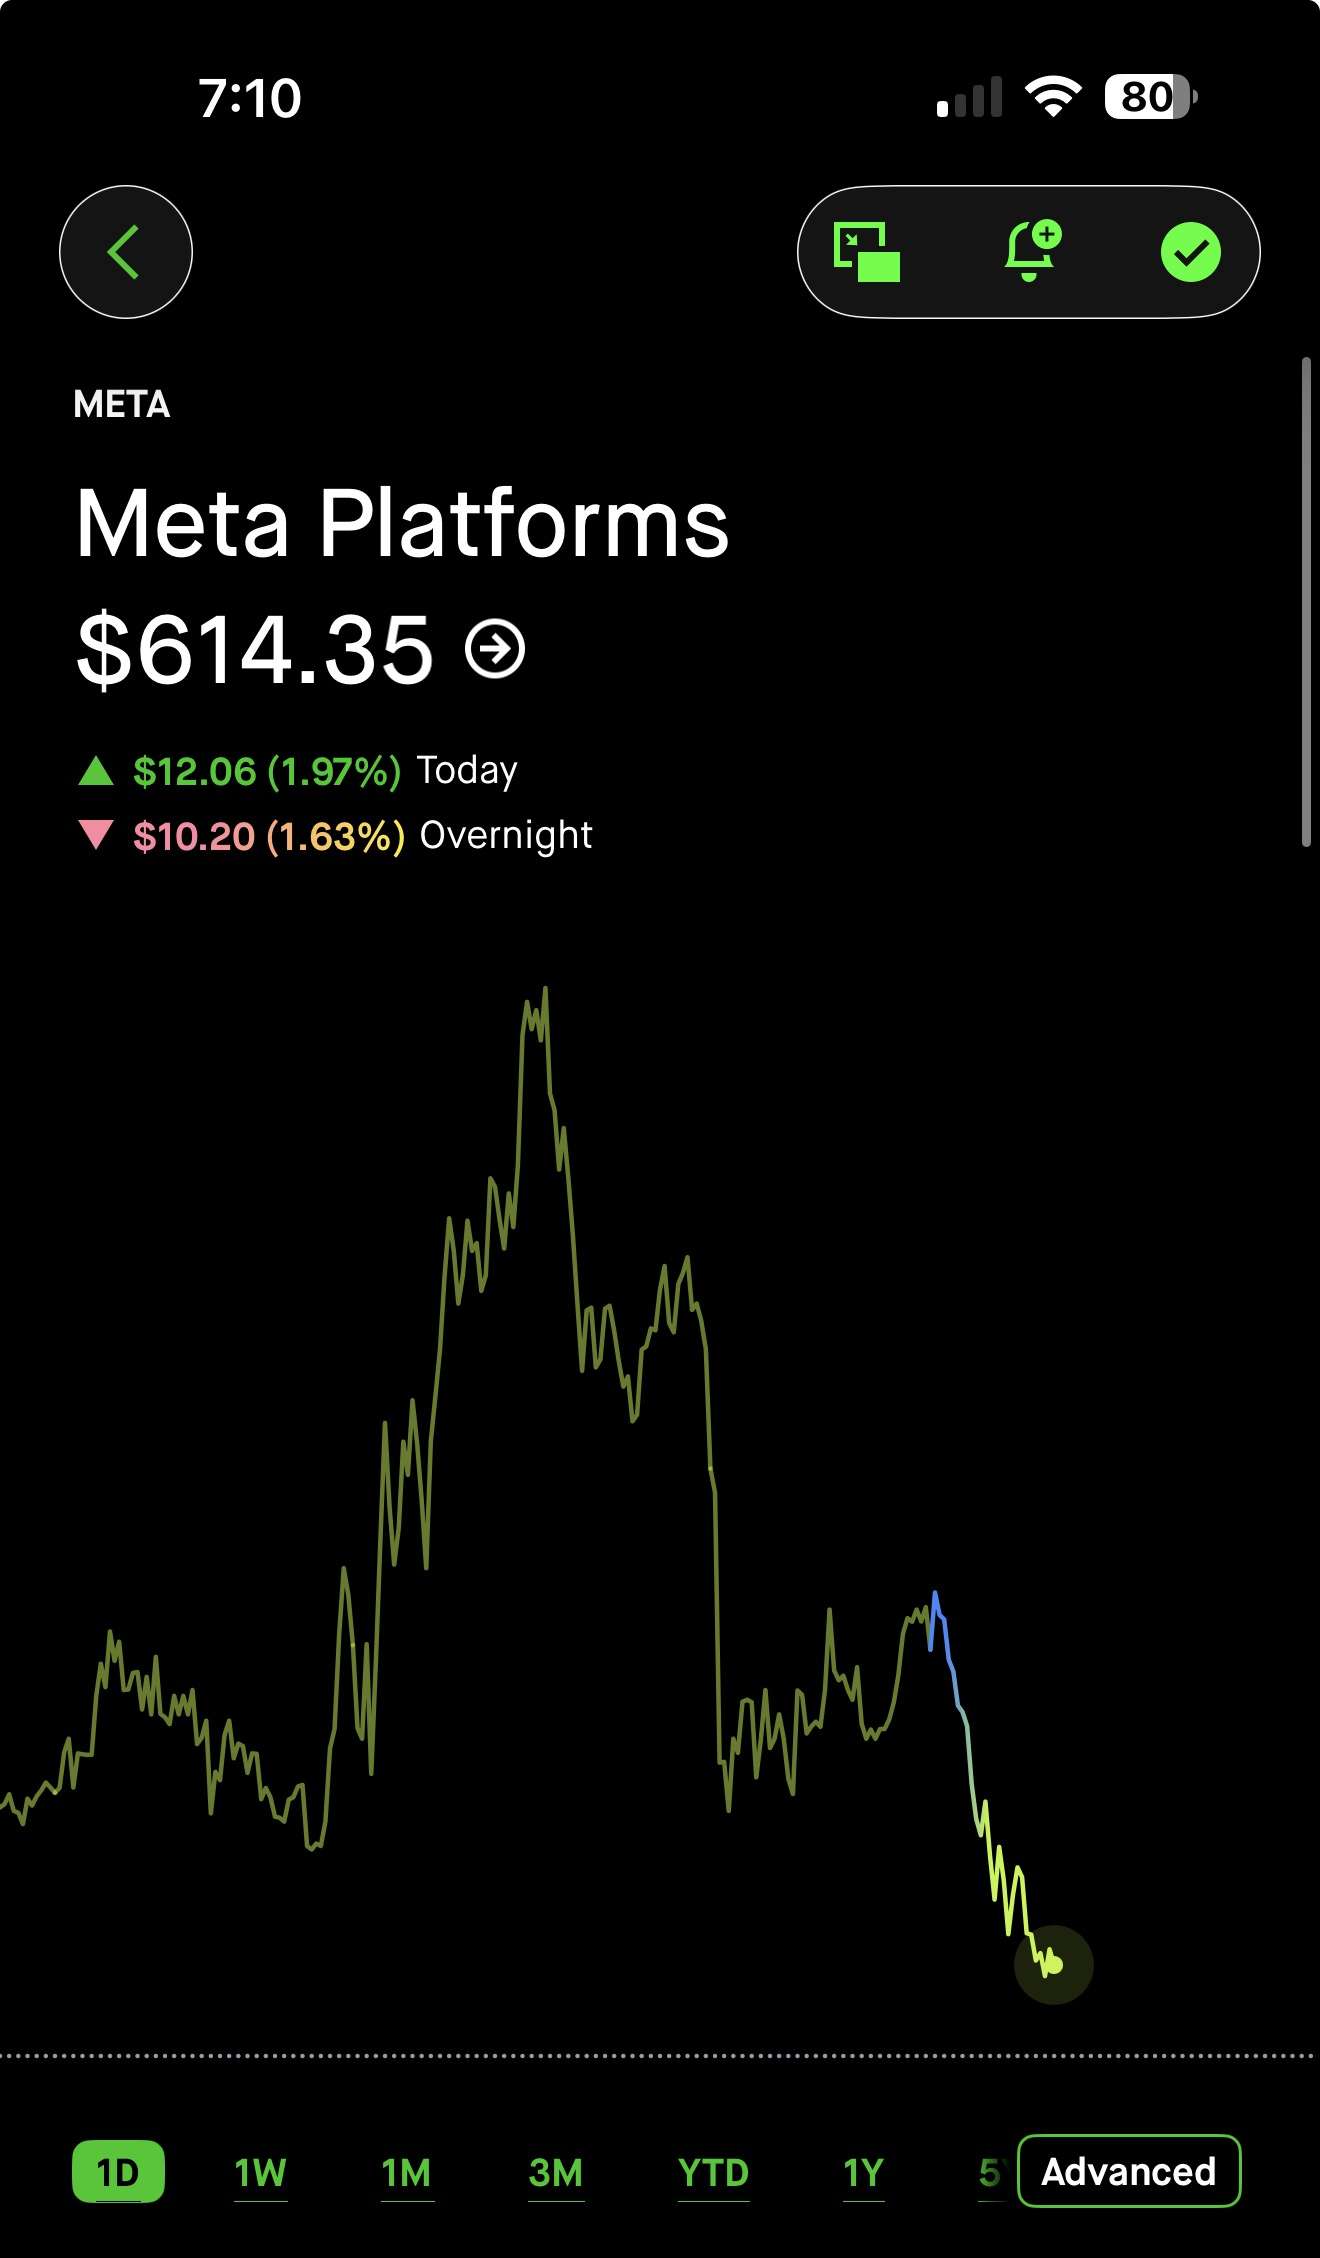 7:10
80
META
Meta Platforms
$614.35
$12.06 (1.97%) Today
$10.20 (1.63%) Overnight
1D 1W 1M 3M YTD 1Y 5 Advanced